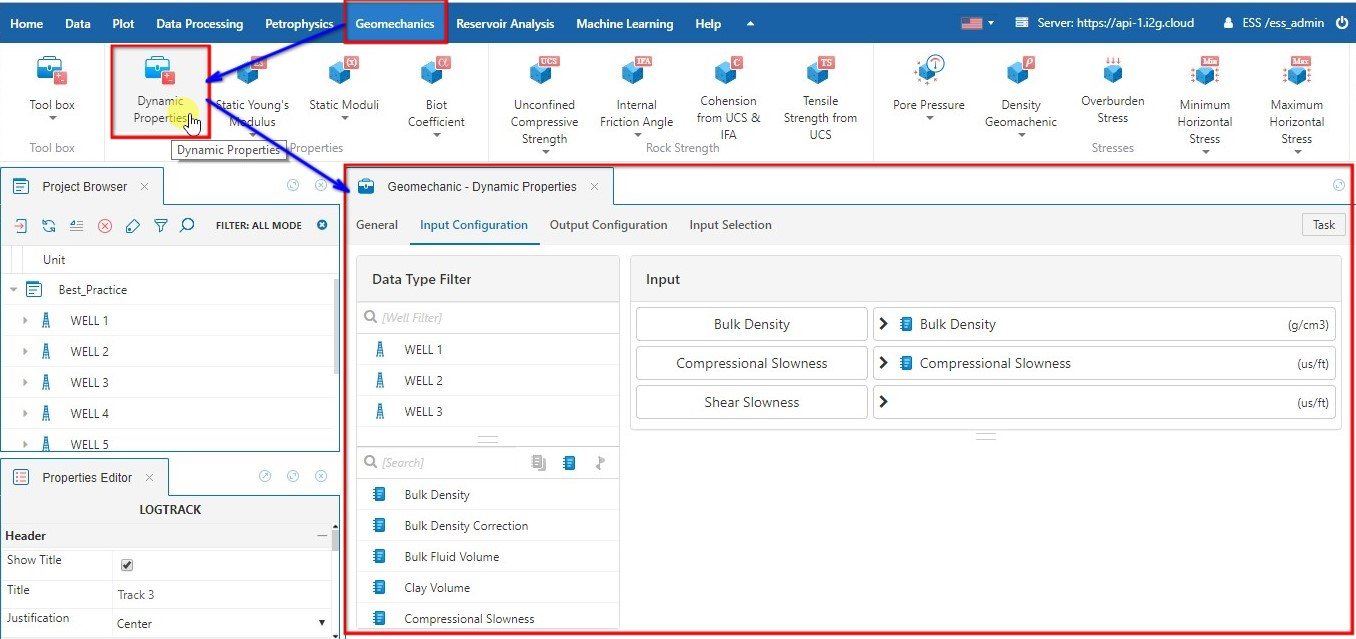 Home Data Plot Data Processing Petrophysics Geomechanics Reservoir Analysis Machine Learning Help Server: https://api-1.i2g.cloud ESS /ess_admin
Tool box
Dynamic
Properties
Static Young's
Modulus
Static Moduli
(x)
Biot
Coefficient
α
UCS
Unconfined
Compressive
Strength
IFA
Internal
Friction Angle
C
Cohension
from UCS &
IFA
TS
Tensile
Strength from
UCS
Pore Pressure
ρ
Density
Geomachenic
Overburden
Stress
Min
Minimum
Horizontal
Stress
Max
Maximum
Horizontal
Stress
Tool box Properties Rock Strength Stresses
Dynamic Properties
Project Browser
FILTER: ALL MODE
Unit
Best_Practice
WELL 1
WELL 2
WELL 3
WELL 4
WELL 5
Properties Editor
LOGTRACK
Header
Show Title
Title Track 3
Justification Center
Geomechanic - Dynamic Properties
General Input Configuration Output Configuration Input Selection Task
Data Type Filter
[Well Filter]
WELL 1
WELL 2
WELL 3
[Search]
Bulk Density
Bulk Density Correction
Bulk Fluid Volume
Clay Volume
Compressional Slowness
Input
Bulk Density Bulk Density (g/cm3)
Compressional Slowness Compressional Slowness (us/ft)
Shear Slowness (us/ft)